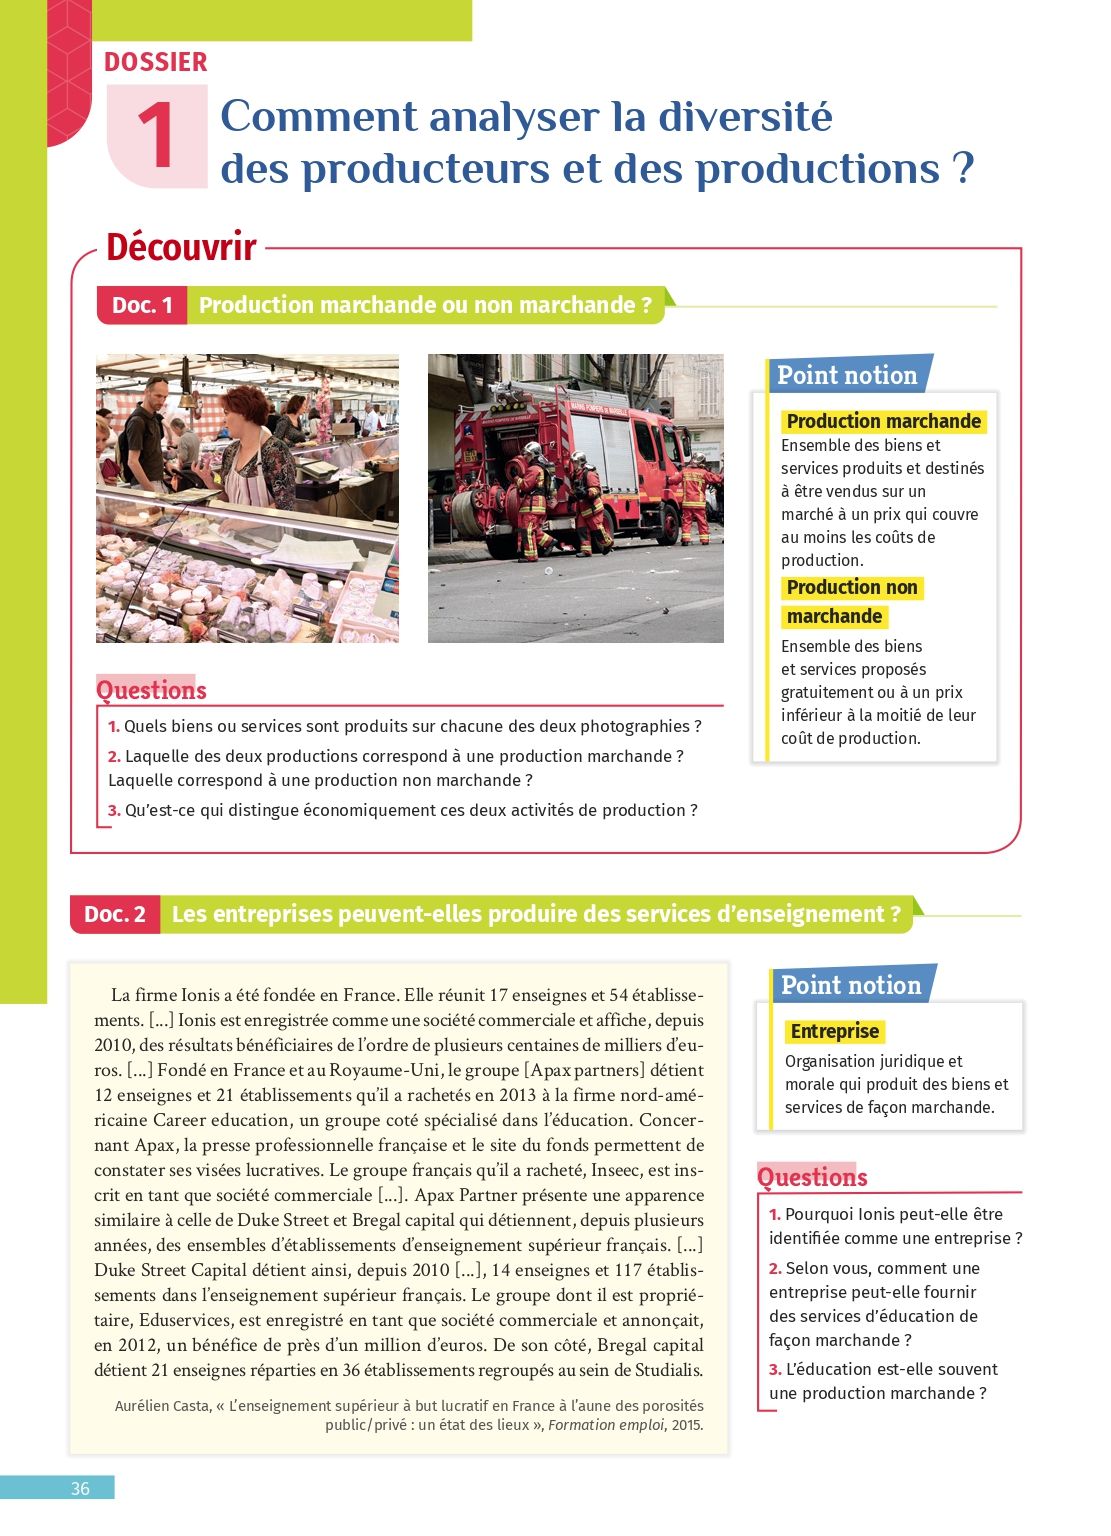 DOSSIER
1
Comment analyser la diversité
des producteurs et des productions ?
Découvrir
Doc. 1 Production marchande ou non marchande ?
MARINS POMPIERS DE MARSEILLE
Point notion
Production marchande
Ensemble des biens et
services produits et destinés
à être vendus sur un
marché à un prix qui couvre
au moins les coûts de
production.
Production non
marchande
Ensemble des biens
et services proposés
gratuitement ou à un prix
inférieur à la moitié de leur
coût de production.
Questions
1. Quels biens ou services sont produits sur chacune des deux photographies ?
2. Laquelle des deux productions correspond à une production marchande ?
Laquelle correspond à une production non marchande ?
3. Qu’est-ce qui distingue économiquement ces deux activités de production ?
Doc. 2 Les entreprises peuvent-elles produire des services d’enseignement ?
La firme Ionis a été fondée en France. Elle réunit 17 enseignes et 54 établisse-
ments. [...] Ionis est enregistrée comme une société commerciale et affiche, depuis
2010, des résultats bénéficiaires de l’ordre de plusieurs centaines de milliers d’eu-
ros. [...] Fondé en France et au Royaume-Uni, le groupe [Apax partners] détient
12 enseignes et 21 établissements qu’il a rachetés en 2013 à la firme nord-amé-
ricaine Career education, un groupe coté spécialisé dans l’éducation. Concer-
nant Apax, la presse professionnelle française et le site du fonds permettent de
constater ses visées lucratives. Le groupe français qu’il a racheté, Inseec, est ins-
crit en tant que société commerciale [...]. Apax Partner présente une apparence
similaire à celle de Duke Street et Bregal capital qui détiennent, depuis plusieurs
années, des ensembles d’établissements d’enseignement supérieur français. [...]
Duke Street Capital détient ainsi, depuis 2010 [...], 14 enseignes et 117 établis-
sements dans l’enseignement supérieur français. Le groupe dont il est proprié-
taire, Eduservices, est enregistré en tant que société commerciale et annonçait,
en 2012, un bénéfice de près d’un million d’euros. De son côté, Bregal capital
détient 21 enseignes réparties en 36 établissements regroupés au sein de Studialis.
Aurélien Casta, « L’enseignement supérieur à but lucratif en France à l’aune des porosités
public/privé : un état des lieux », Formation emploi, 2015.
Point notion
Entreprise
Organisation juridique et
morale qui produit des biens et
services de façon marchande.
Questions
1. Pourquoi Ionis peut-elle être
identifiée comme une entreprise ?
2. Selon vous, comment une
entreprise peut-elle fournir
des services d’éducation de
façon marchande ?
3. L’éducation est-elle souvent
une production marchande ?
36